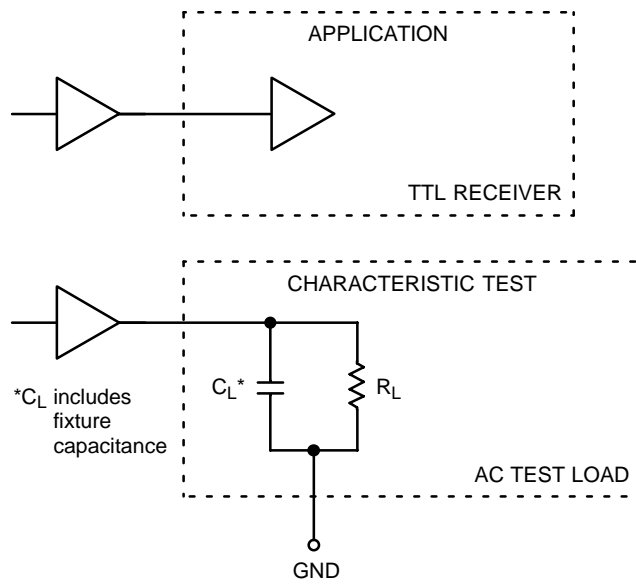 APPLICATION
TTL RECEIVER
CHARACTERISTIC TEST
*CL includes
fixture
capacitance
CL*
RL
AC TEST LOAD
GND